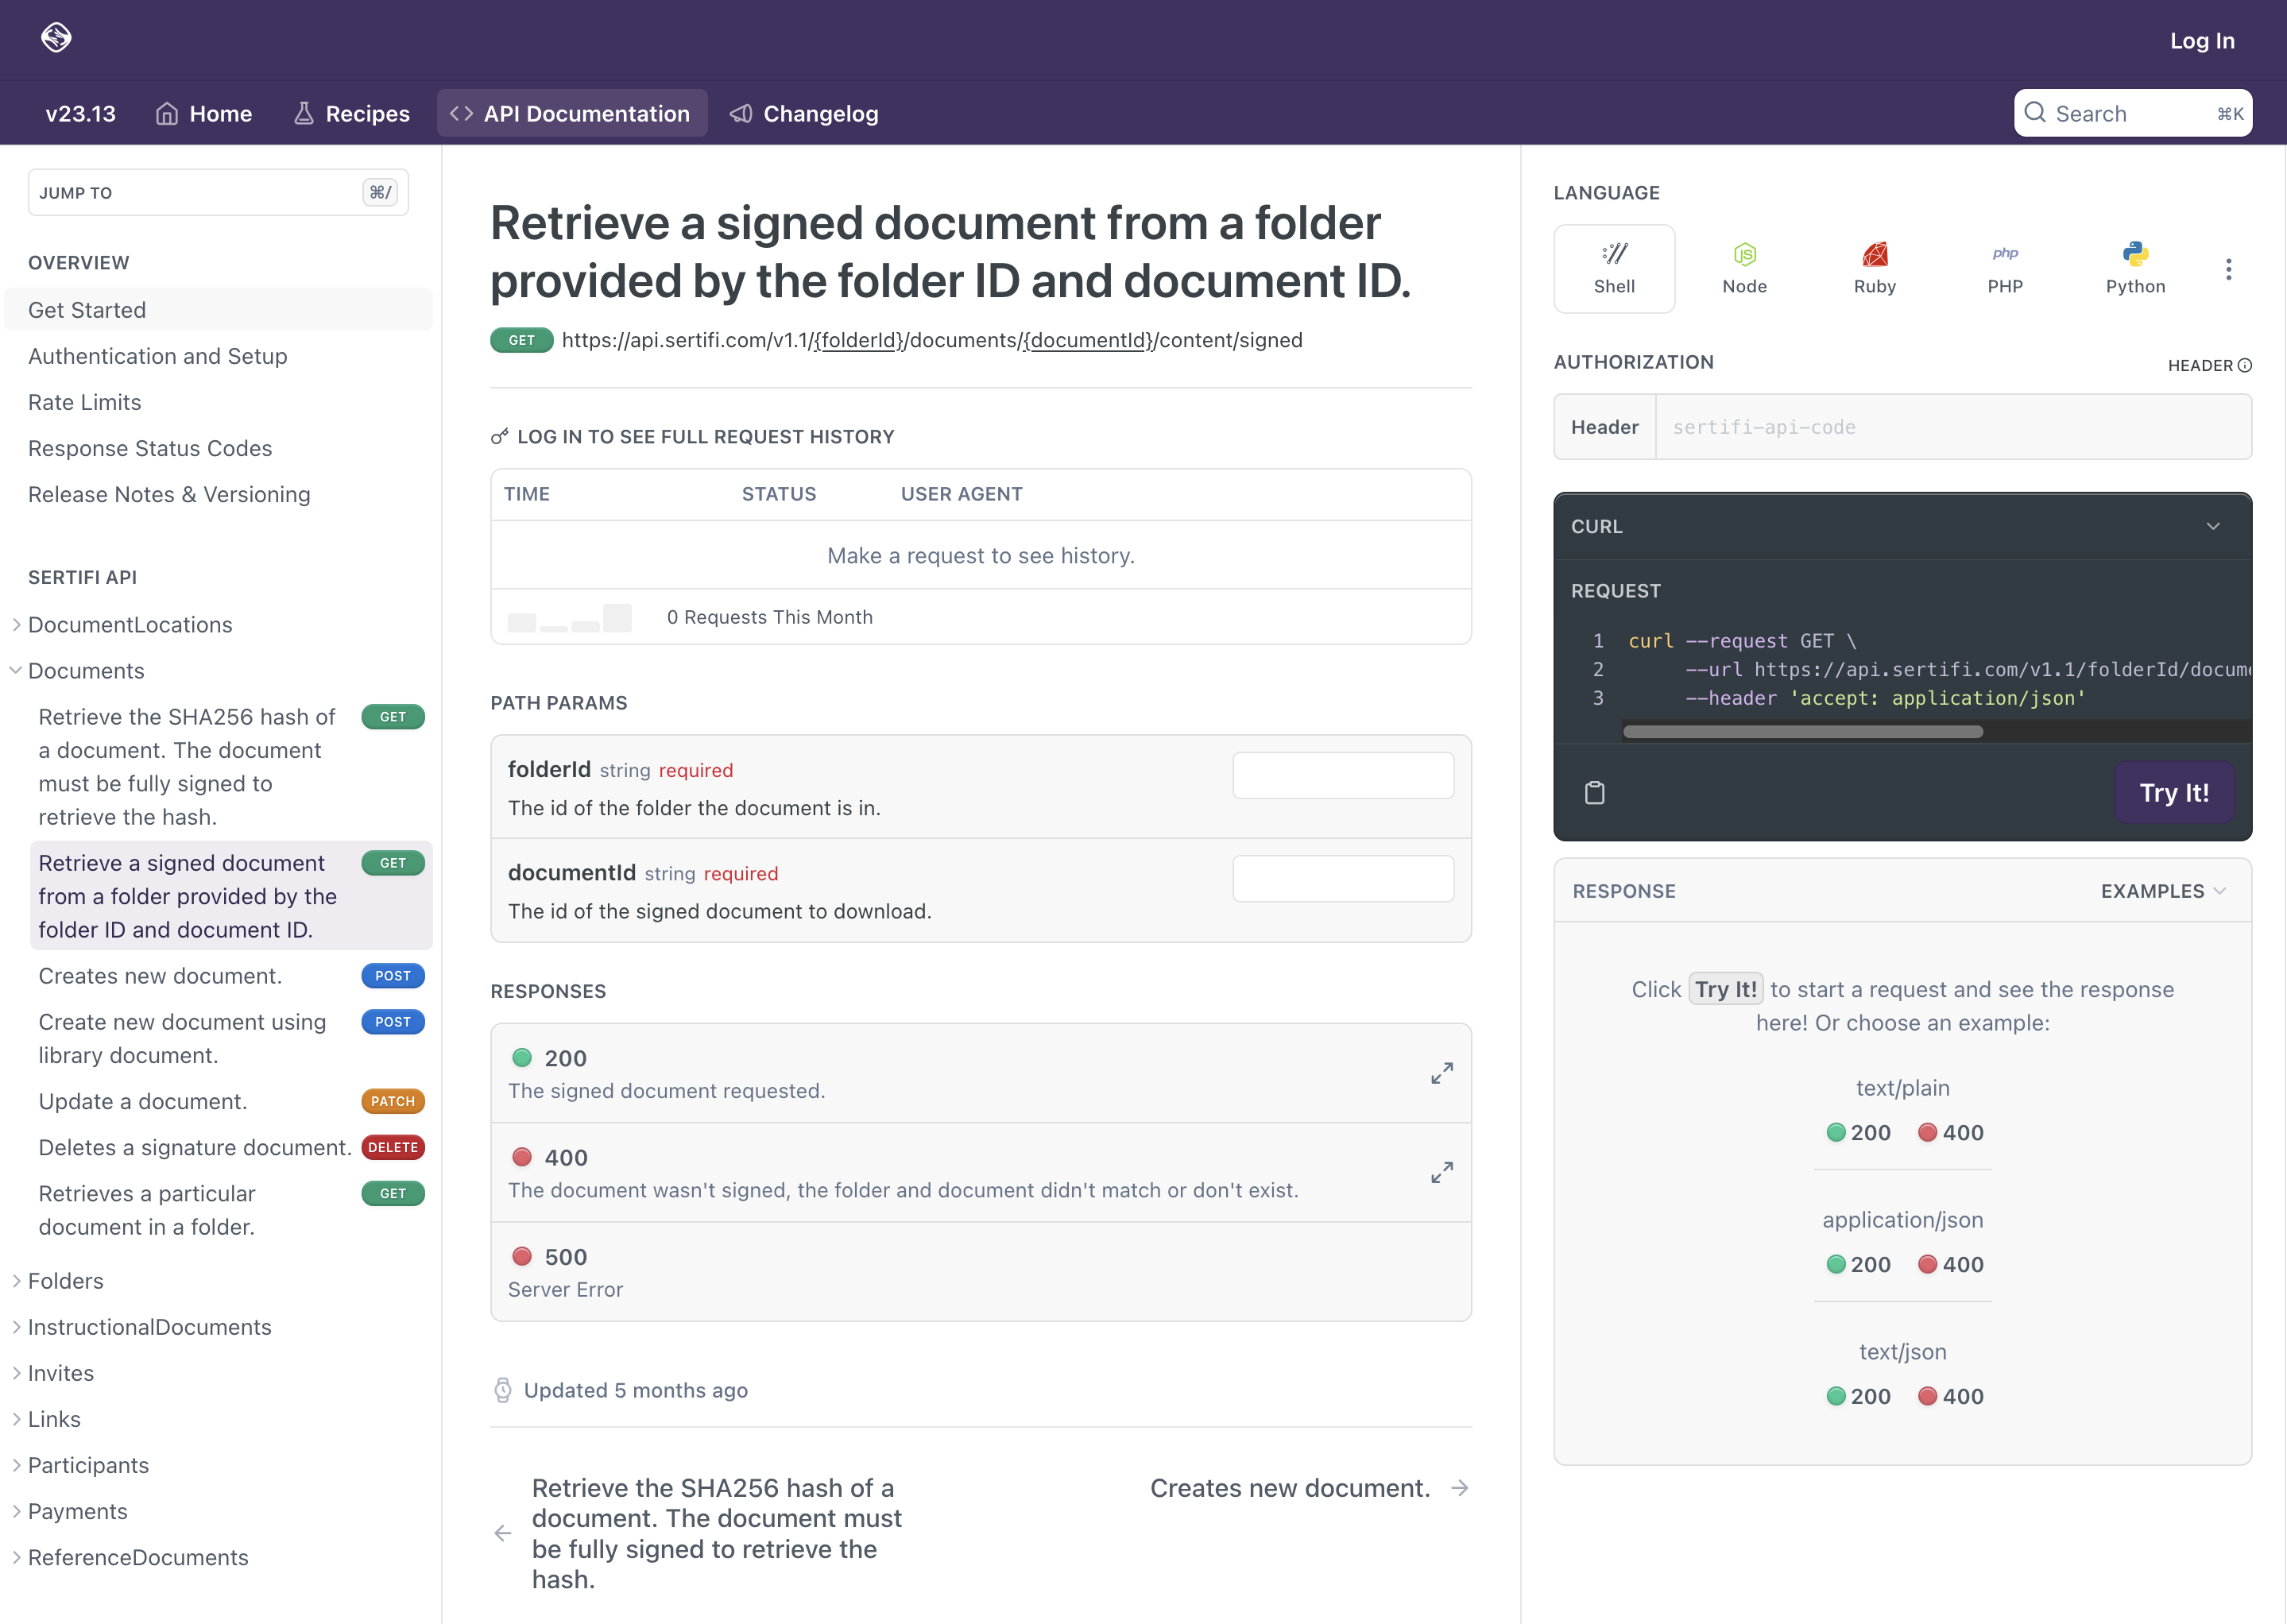 Log In
v23.13
Home
Recipes
<> API Documentation
Changelog
Search
⌘K
JUMP TO
⌘/
OVERVIEW
Get Started
Authentication and Setup
Rate Limits
Response Status Codes
Release Notes & Versioning
SERTIFI API
DocumentLocations
Documents
Retrieve the SHA256 hash of
a document. The document
must be fully signed to
retrieve the hash.
GET
Retrieve a signed document
from a folder provided by the
folder ID and document ID.
GET
Creates new document.
POST
Create new document using
library document.
POST
Update a document.
PATCH
Deletes a signature document.
DELETE
Retrieves a particular
document in a folder.
GET
Folders
InstructionalDocuments
Invites
Links
Participants
Payments
ReferenceDocuments
Retrieve a signed document from a folder
provided by the folder ID and document ID.
GET https://api.sertifi.com/v1.1/{folderId}/documents/{documentId}/content/signed
LOG IN TO SEE FULL REQUEST HISTORY
TIME
STATUS
USER AGENT
Make a request to see history.
0 Requests This Month
PATH PARAMS
folderId string required
The id of the folder the document is in.
documentId string required
The id of the signed document to download.
RESPONSES
200
The signed document requested.
400
The document wasn't signed, the folder and document didn't match or don't exist.
500
Server Error
Updated 5 months ago
Retrieve the SHA256 hash of a
document. The document must
be fully signed to retrieve the
hash.
Creates new document.
LANGUAGE
Shell
JS
Node
Ruby
php
PHP
Python
AUTHORIZATION
HEADER
Header
sertifi-api-code
CURL
REQUEST
1 curl --request GET \
2 --url https://api.sertifi.com/v1.1/folderId/docume
3 --header 'accept: application/json'
Try It!
RESPONSE
EXAMPLES
Click Try It! to start a request and see the response
here! Or choose an example:
text/plain
200 400
application/json
200 400
text/json
200 400